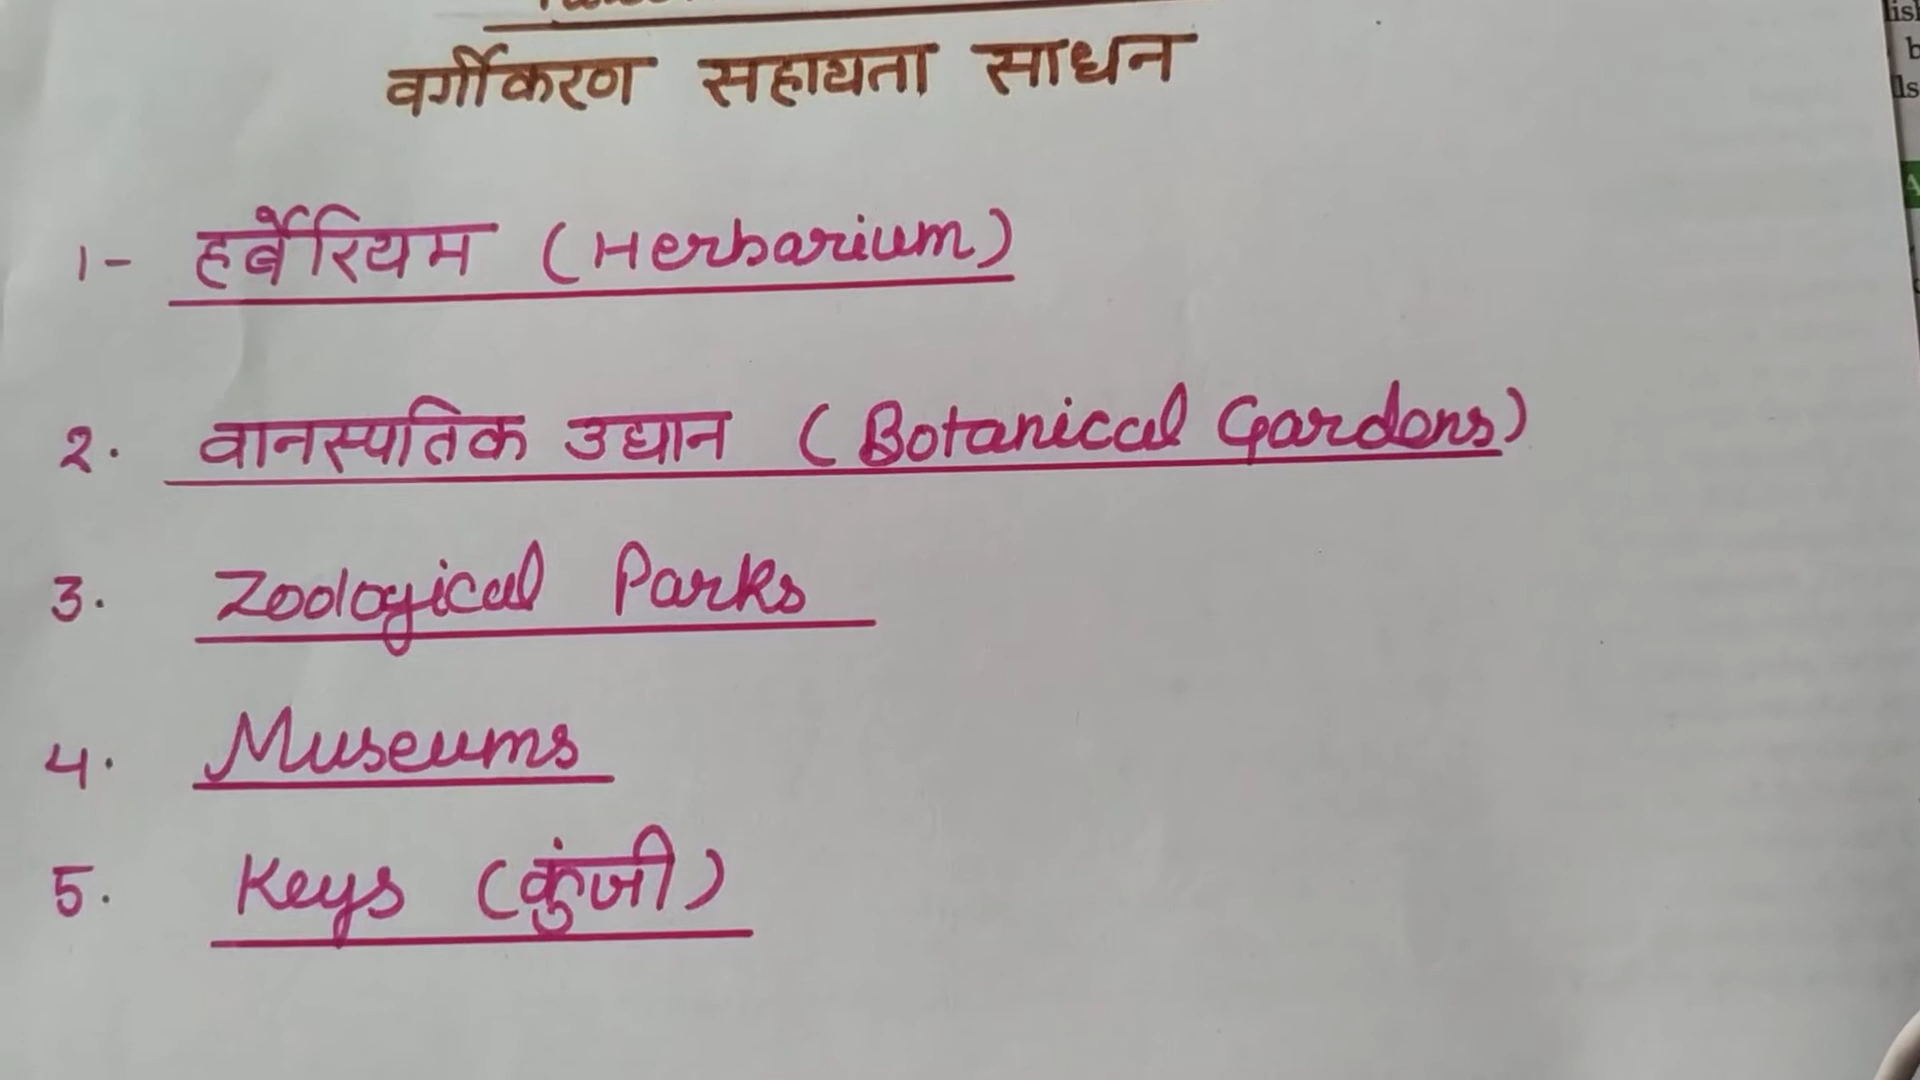 वर्गीकरण सहायता साधन
1- हर्बेरियम (Herbarium)
2. वानस्पतिक उद्यान (Botanical Gardens)
3. Zoological Parks
4. Museums
5. Keys (कुंजी)